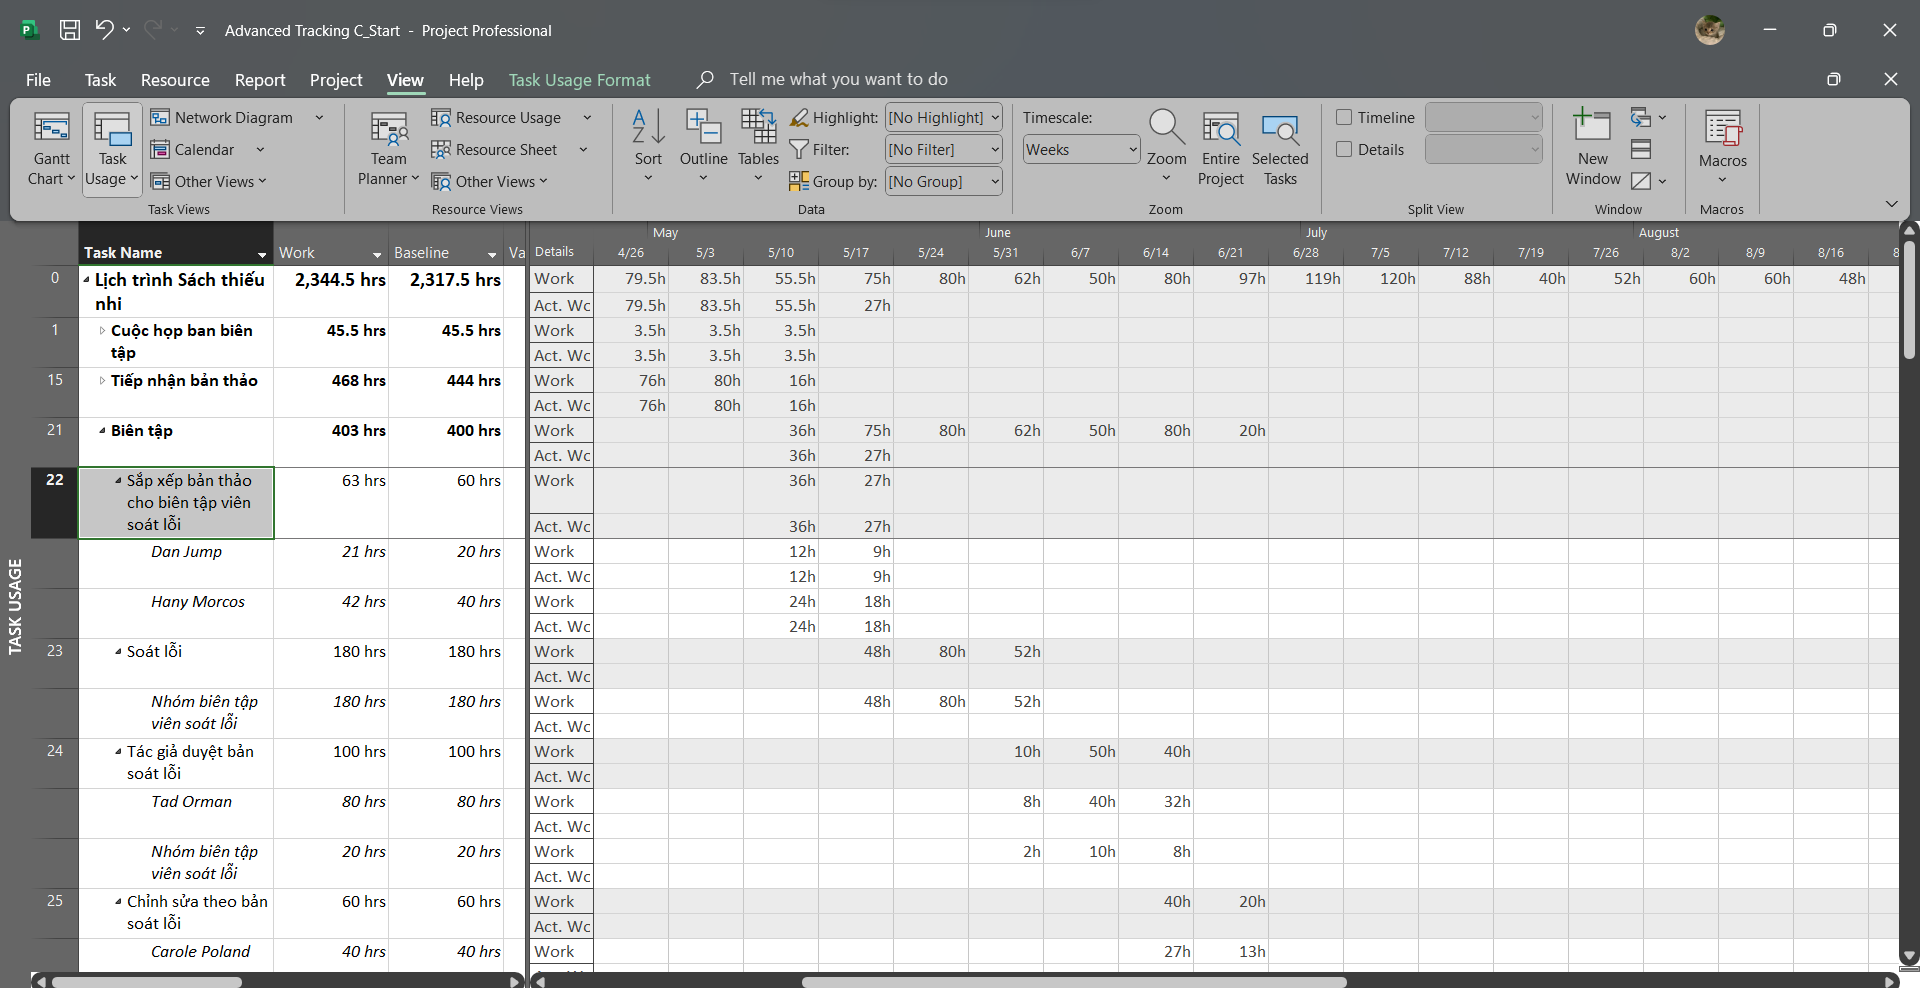 Advanced Tracking C_Start - Project Professional
File Task Resource Report Project View Help Task Usage Format Tell me what you want to do
Gantt Chart
Task Usage
Network Diagram
Calendar
Other Views
Task Views
Team Planner
Resource Usage
Resource Sheet
Other Views
Resource Views
Sort
Outline
Tables
Highlight: [No Highlight]
Filter: [No Filter]
Group by: [No Group]
Data
Timescale:
Weeks
Zoom
Entire Project
Selected Tasks
Zoom
Timeline
Details
Split View
New Window
Window
Macros
Macros
May June July August
Task Name Work Baseline Va Details 4/26 5/3 5/10 5/17 5/24 5/31 6/7 6/14 6/21 6/28 7/5 7/12 7/19 7/26 8/2 8/9 8/16 8
0 Lịch trình Sách thiếu 2,344.5 hrs 2,317.5 hrs Work 79.5h 83.5h 55.5h 75h 80h 62h 50h 80h 97h 119h 120h 88h 40h 52h 60h 60h 48h
nhi Act. Wc 79.5h 83.5h 55.5h 27h
1 Cuộc họp ban biên 45.5 hrs 45.5 hrs Work 3.5h 3.5h 3.5h
tập Act. Wc 3.5h 3.5h 3.5h
15 Tiếp nhận bản thảo 468 hrs 444 hrs Work 76h 80h 16h
Act. Wc 76h 80h 16h
21 Biên tập 403 hrs 400 hrs Work 36h 75h 80h 62h 50h 80h 20h
Act. Wc 36h 27h
22 Sắp xếp bản thảo 63 hrs 60 hrs Work 36h 27h
cho biên tập viên
soát lỗi Act. Wc 36h 27h
Dan Jump 21 hrs 20 hrs Work 12h 9h
Act. Wc 12h 9h
Hany Morcos 42 hrs 40 hrs Work 24h 18h
Act. Wc 24h 18h
23 Soát lỗi 180 hrs 180 hrs Work 48h 80h 52h
Act. Wc
Nhóm biên tập 180 hrs 180 hrs Work 48h 80h 52h
viên soát lỗi Act. Wc
24 Tác giả duyệt bản 100 hrs 100 hrs Work 10h 50h 40h
soát lỗi Act. Wc
Tad Orman 80 hrs 80 hrs Work 8h 40h 32h
Act. Wc
Nhóm biên tập 20 hrs 20 hrs Work 2h 10h 8h
viên soát lỗi Act. Wc
25 Chỉnh sửa theo bản 60 hrs 60 hrs Work 40h 20h
soát lỗi Act. Wc
Carole Poland 40 hrs 40 hrs Work 27h 13h
TASK USAGE